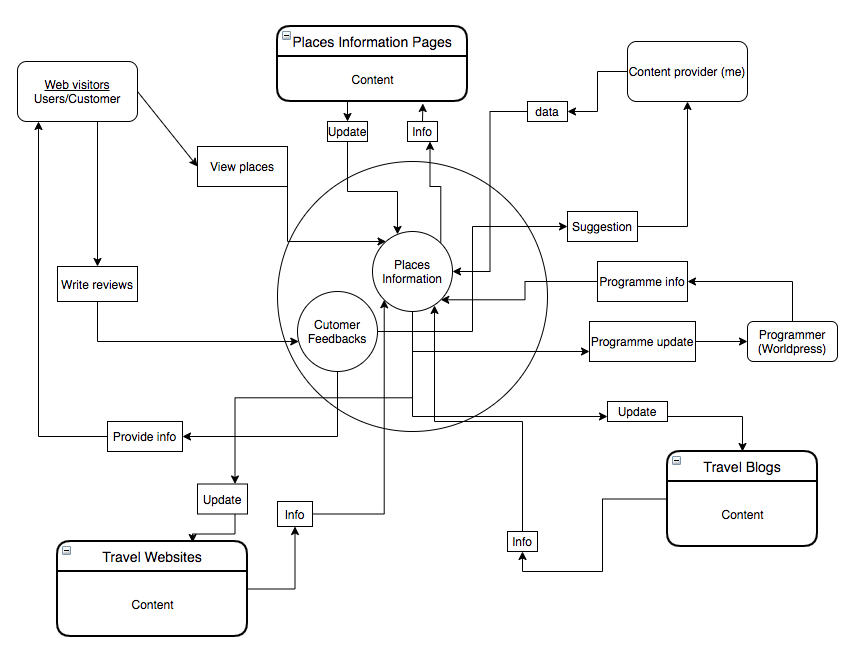 Places Information Pages
Content
Web visitors
Users/Customer
Content provider (me)
data
Update
Info
View places
Suggestion
Places
Information
Programme info
Write reviews
Cutomer
Feedbacks
Programme update
Programmer
(Worldpress)
Update
Provide info
Travel Blogs
Content
Update
Info
Info
Travel Websites
Content